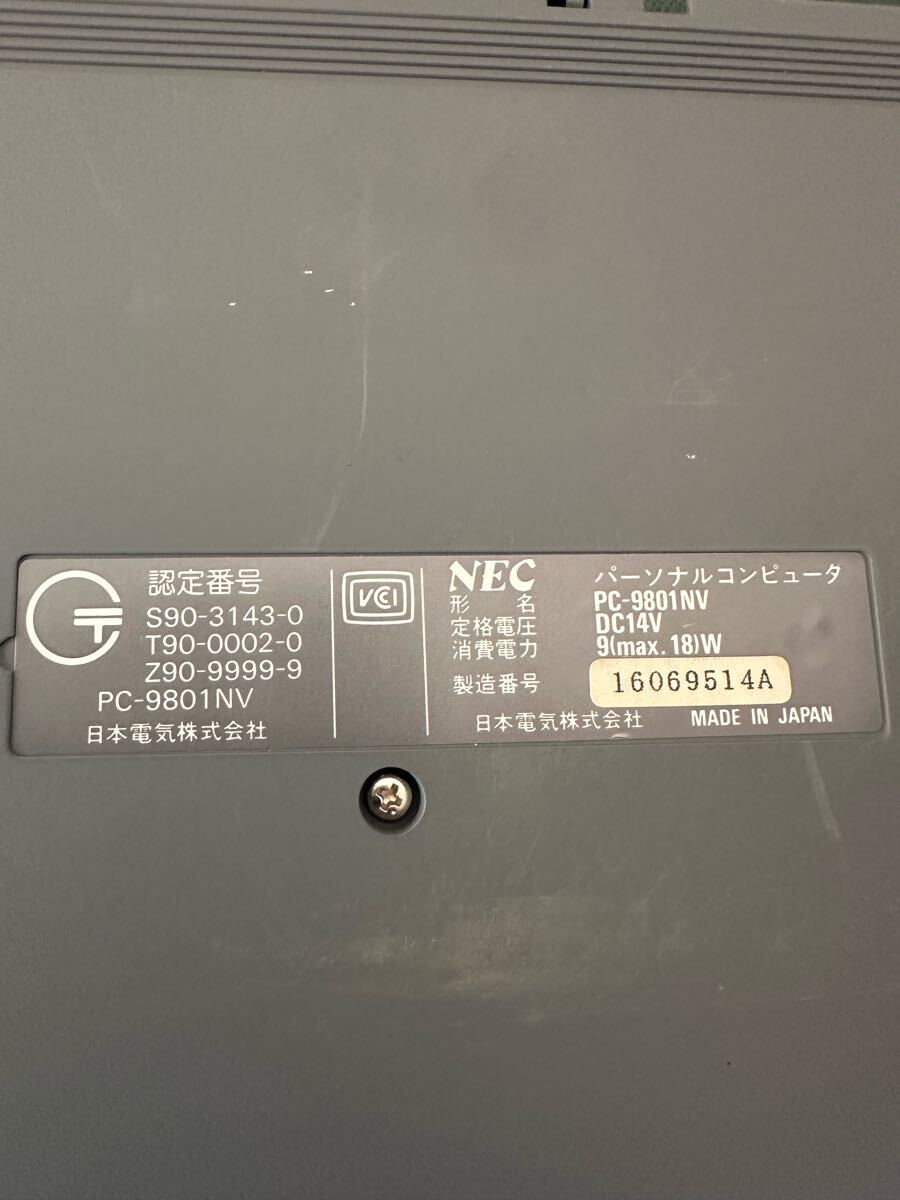 認定番号
S90-3143-0
T90-0002-0
Z90-9999-9
PC-9801NV
日本電気株式会社
VCCI
NEC パーソナルコンピュータ
形名 PC-9801NV
定格電圧 DC14V
消費電力 9(max.18)W
製造番号 16069514A
日本電気株式会社 MADE IN JAPAN